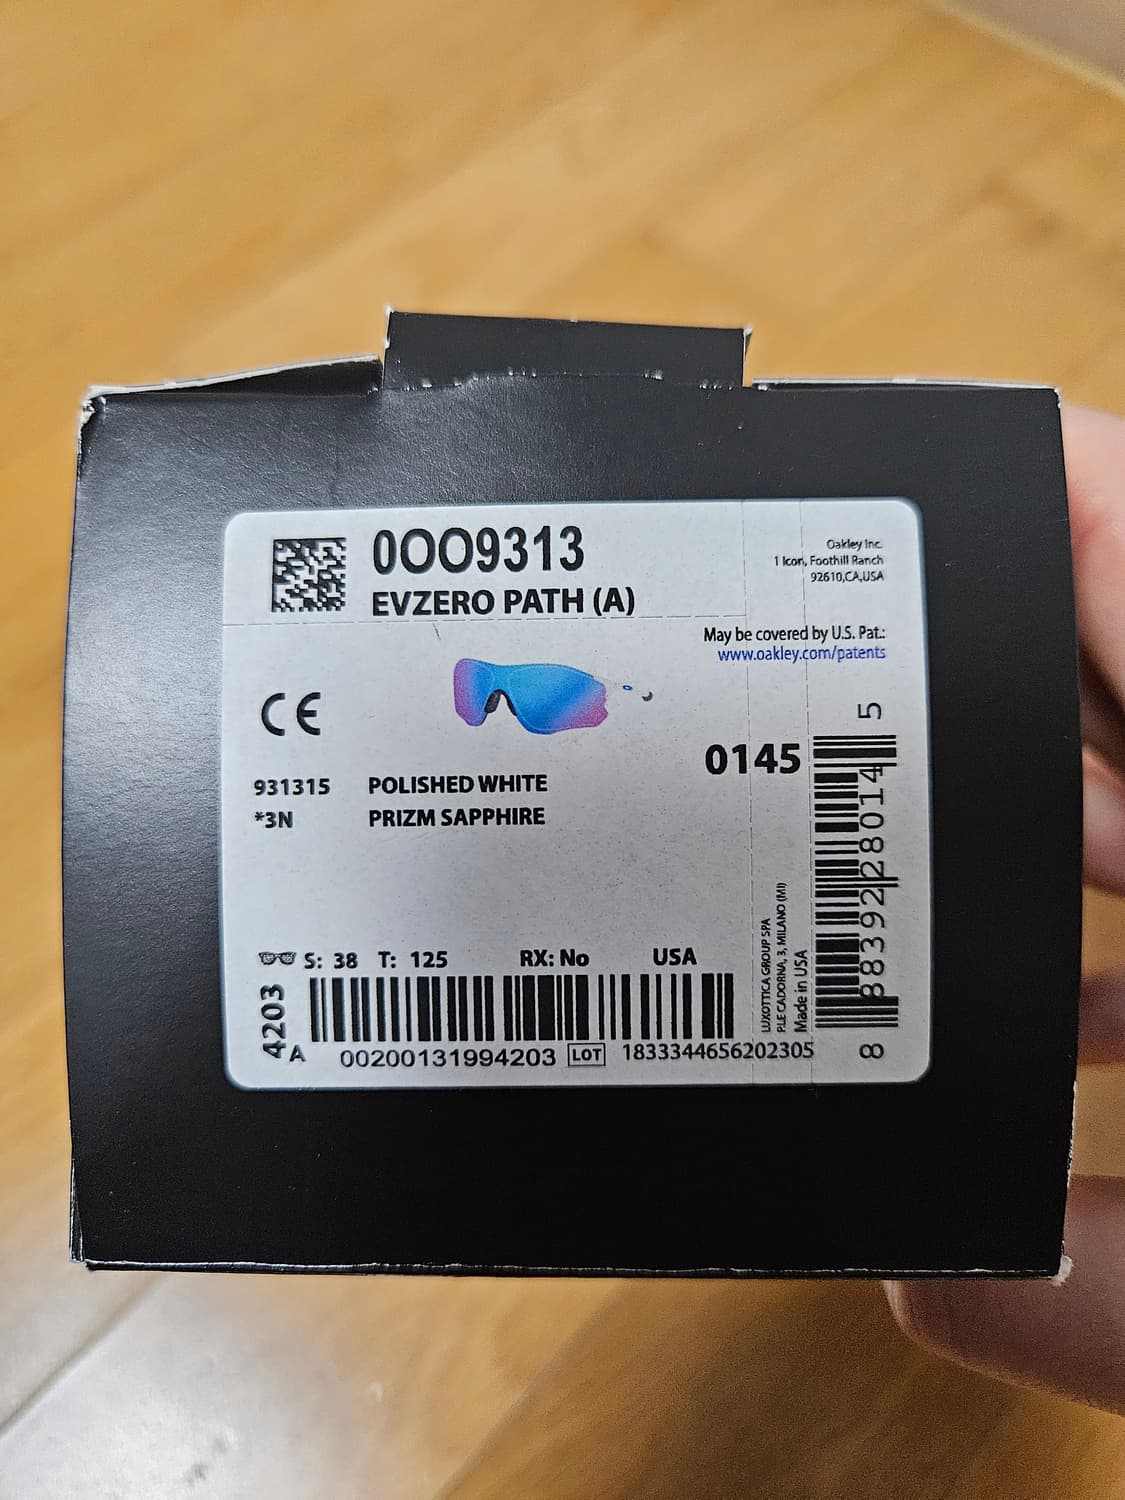 0OO9313
EVZERO PATH (A)
Oakley Inc.
1 Icon, Foothill Ranch
92610,CA,USA
May be covered by U.S. Pat.:
www.oakley.com/patents
CE
0145
931315 POLISHED WHITE
*3N PRIZM SAPPHIRE
S: 38 T: 125 RX: No USA
4203
A 00200131994203 LOT 1833344656202305
LUXOTTICA GROUP SPA
P.LE CADORNA, 3, MILANO (MI)
Made in USA
8 88392 28014 5